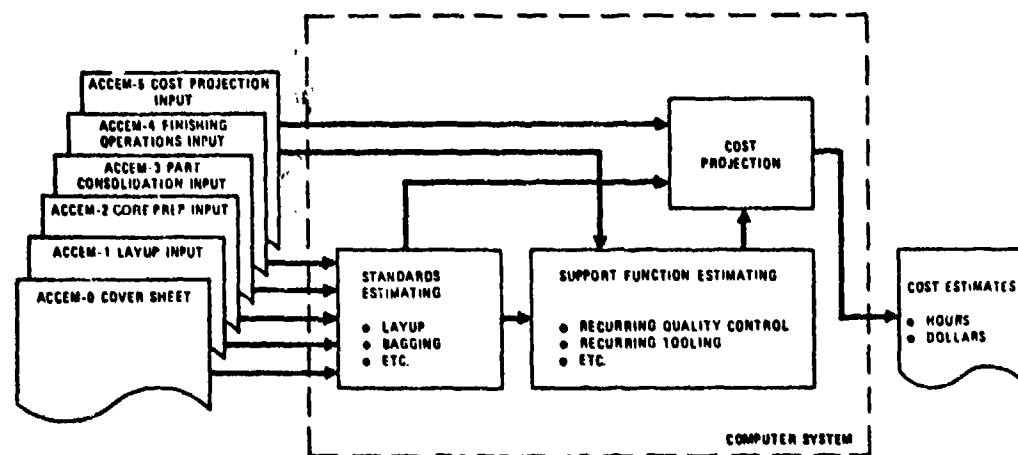 ACCEM-5 COST PROJECTION
INPUT
ACCEM-4 FINISHING
OPERATIONS INPUT
ACCEM-3 PART
CONSOLIDATION INPUT
ACCEM-2 CORE PREP INPUT
ACCEM-1 LAYUP INPUT
ACCEM-0 COVER SHEET
COST
PROJECTION
STANDARDS
ESTIMATING
● LAYUP
● BAGGING
● ETC.
SUPPORT FUNCTION ESTIMATING
● RECURRING QUALITY CONTROL
● RECURRING TOOLING
● ETC.
COST ESTIMATES
● HOURS
● DOLLARS
COMPUTER SYSTEM